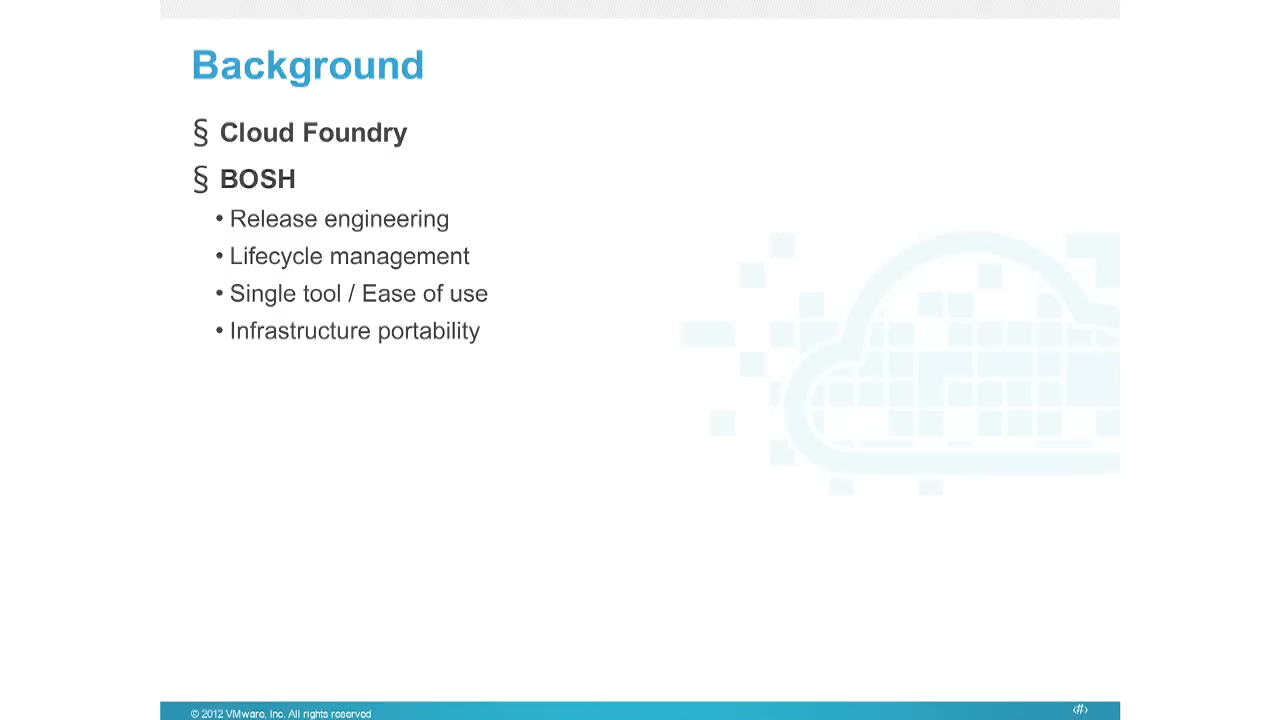 Background
§ Cloud Foundry
§ BOSH
• Release engineering
• Lifecycle management
• Single tool / Ease of use
• Infrastructure portability
© 2012 VMware, Inc. All rights reserved
‹#›